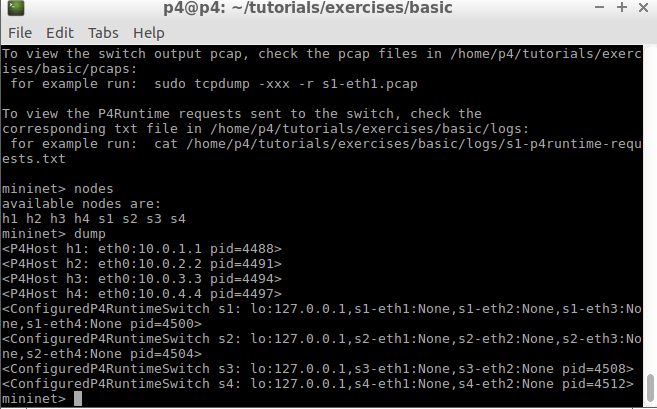 p4@p4: ~/tutorials/exercises/basic
File Edit Tabs Help
To view the switch output pcap, check the pcap files in /home/p4/tutorials/exerc
ises/basic/pcaps:
 for example run:  sudo tcpdump -xxx -r s1-eth1.pcap
To view the P4Runtime requests sent to the switch, check the
corresponding txt file in /home/p4/tutorials/exercises/basic/logs:
 for example run:  cat /home/p4/tutorials/exercises/basic/logs/s1-p4runtime-requ
ests.txt
mininet> nodes
available nodes are:
h1 h2 h3 h4 s1 s2 s3 s4
mininet> dump
<P4Host h1: eth0:10.0.1.1 pid=4488>
<P4Host h2: eth0:10.0.2.2 pid=4491>
<P4Host h3: eth0:10.0.3.3 pid=4494>
<P4Host h4: eth0:10.0.4.4 pid=4497>
<ConfiguredP4RuntimeSwitch s1: lo:127.0.0.1,s1-eth1:None,s1-eth2:None,s1-eth3:No
ne,s1-eth4:None pid=4500>
<ConfiguredP4RuntimeSwitch s2: lo:127.0.0.1,s2-eth1:None,s2-eth2:None,s2-eth3:No
ne,s2-eth4:None pid=4504>
<ConfiguredP4RuntimeSwitch s3: lo:127.0.0.1,s3-eth1:None,s3-eth2:None pid=4508>
<ConfiguredP4RuntimeSwitch s4: lo:127.0.0.1,s4-eth1:None,s4-eth2:None pid=4512>
mininet>